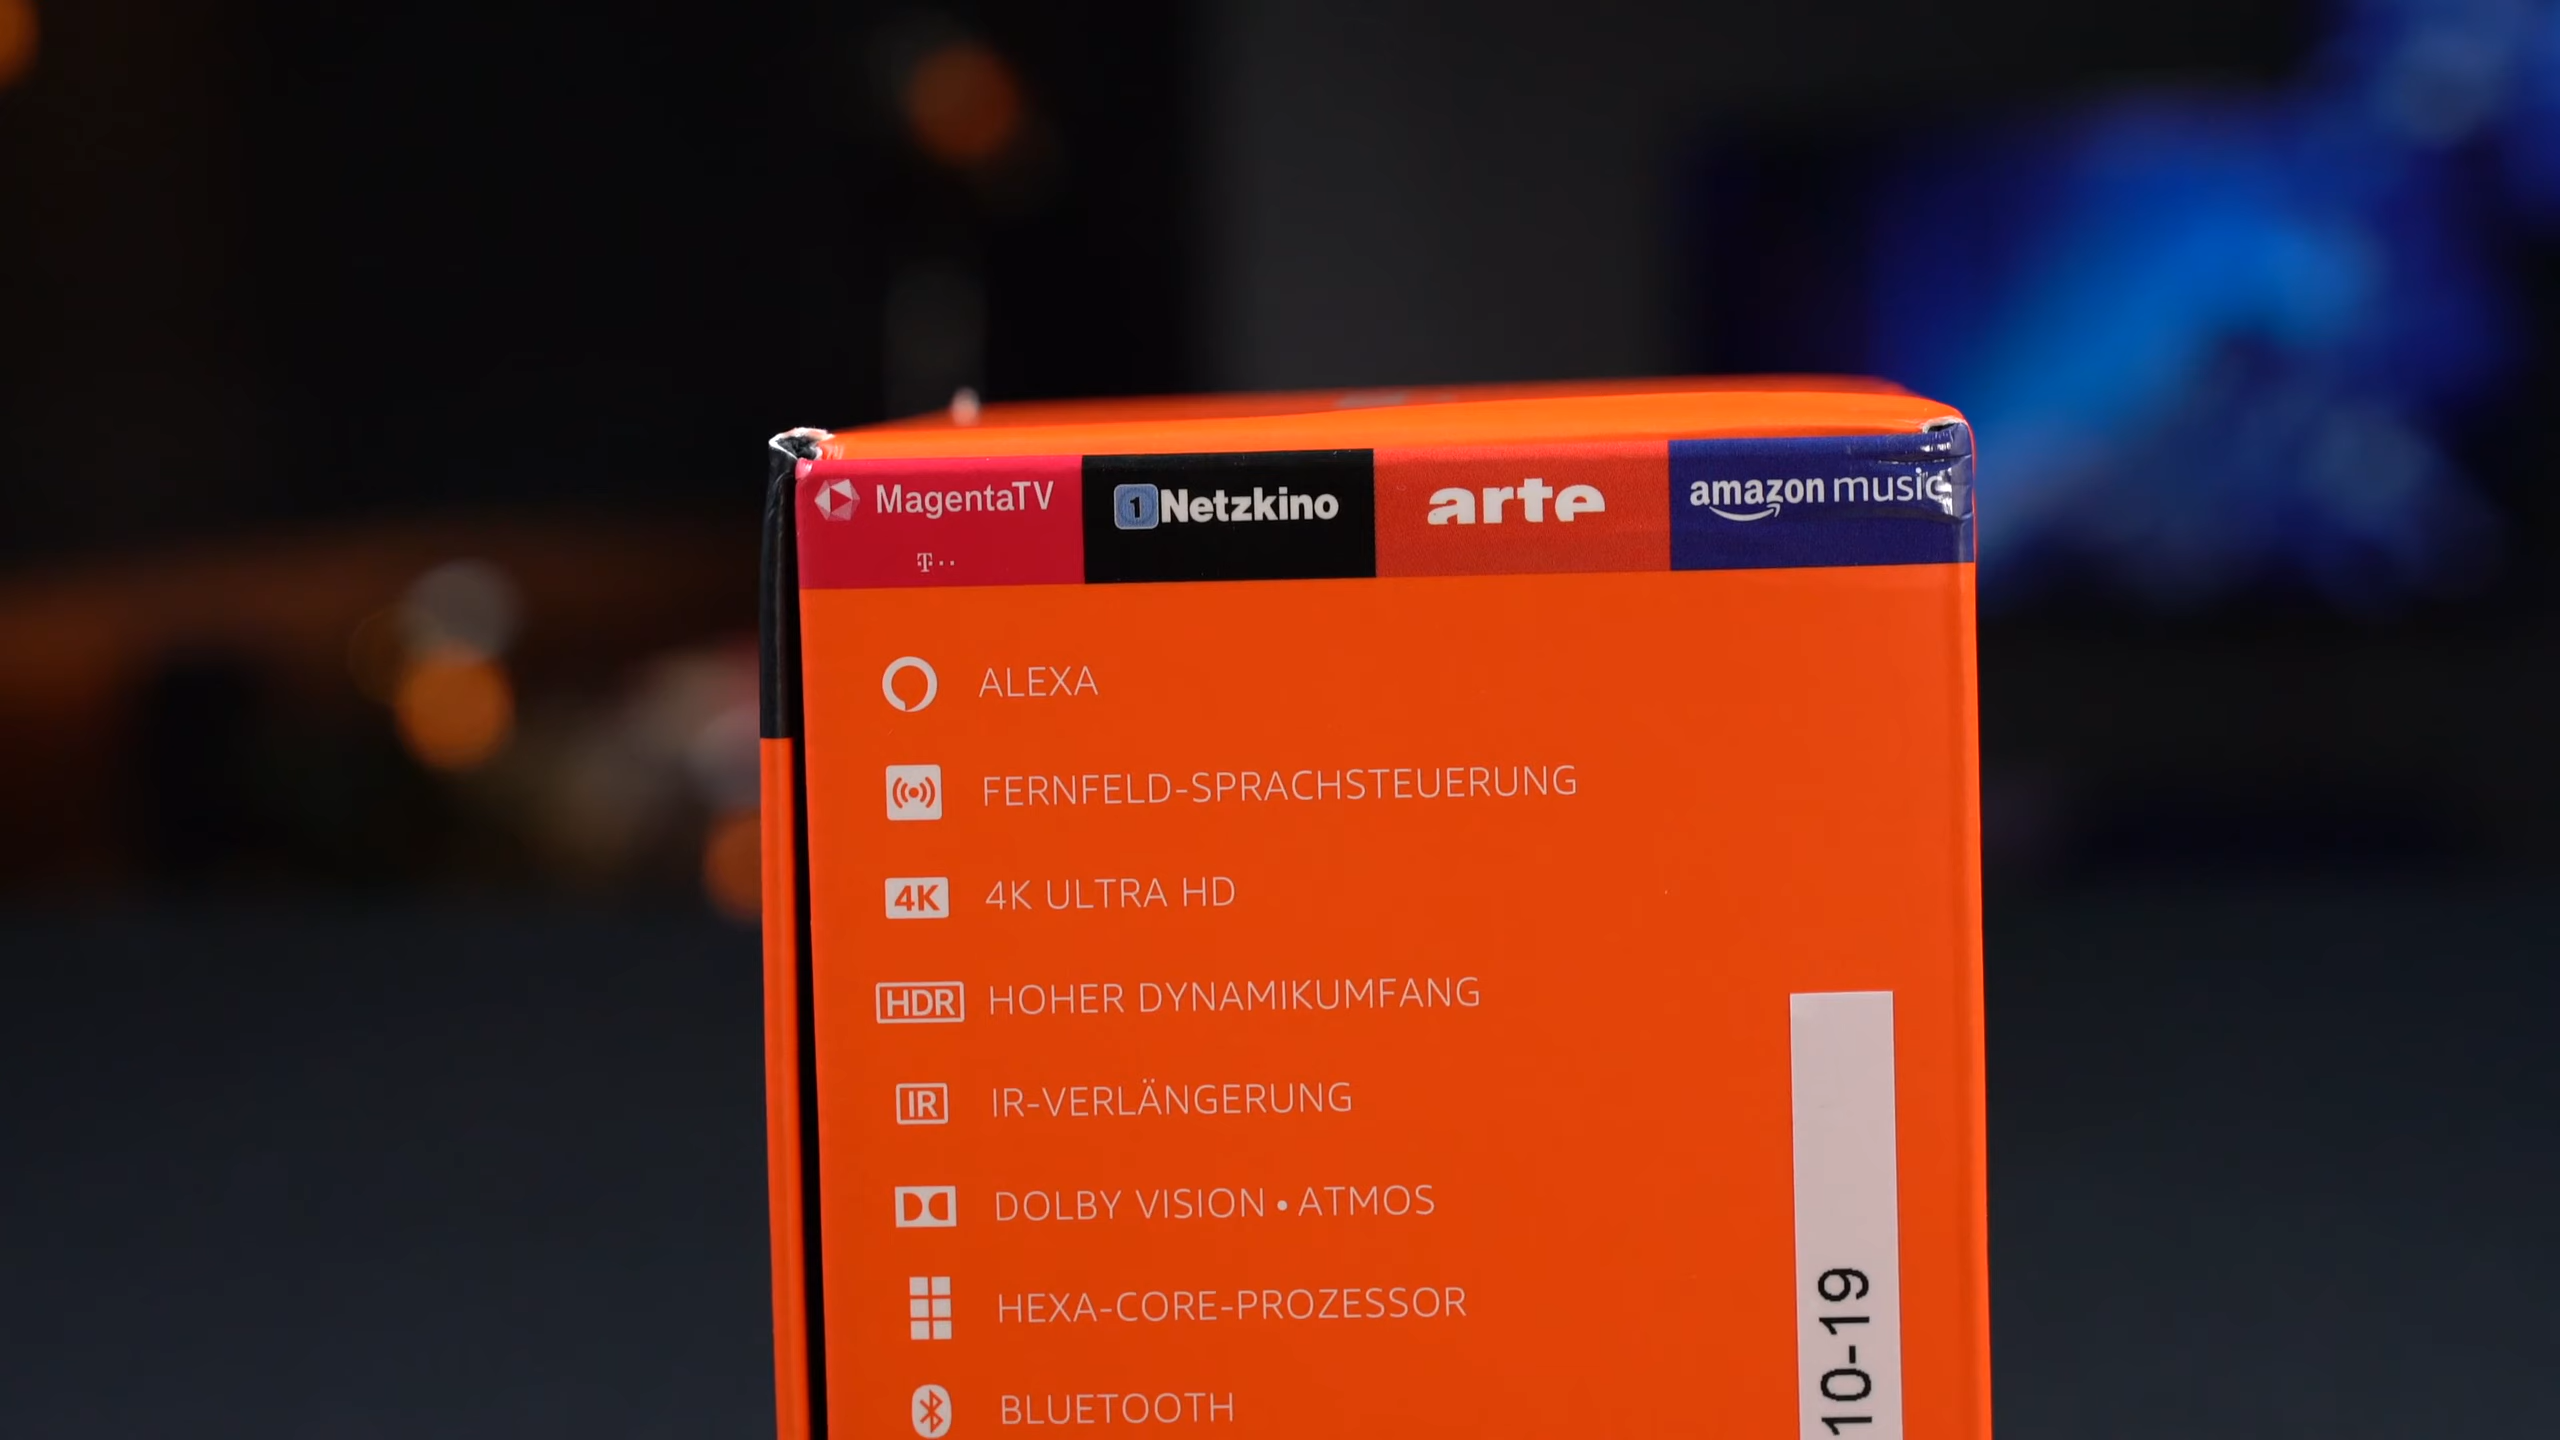 MagentaTV
T··
1Netzkino
arte
amazon music
ALEXA
FERNFELD-SPRACHSTEUERUNG
4K 4K ULTRA HD
HDR HOHER DYNAMIKUMFANG
IR IR-VERLÄNGERUNG
DOLBY VISION • ATMOS
HEXA-CORE-PROZESSOR
BLUETOOTH
10-19